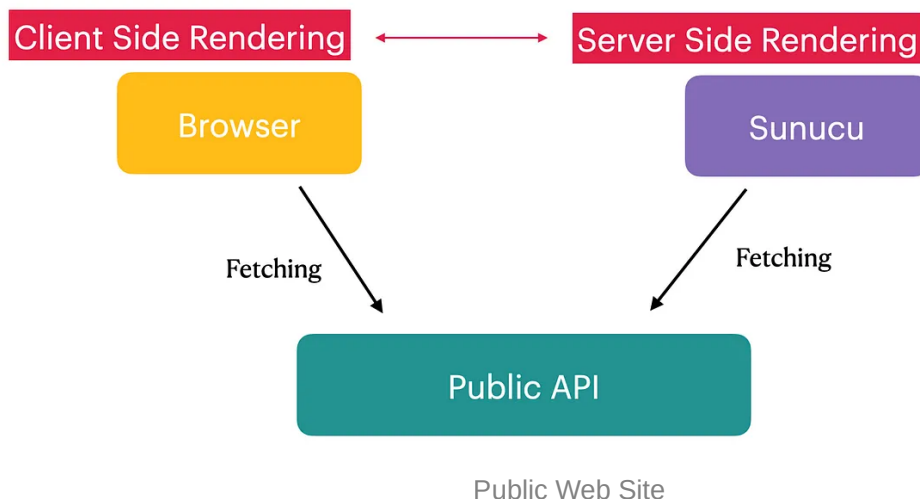 Client Side Rendering
Server Side Rendering
Browser
Sunucu
Fetching
Fetching
Public API
Public Web Site